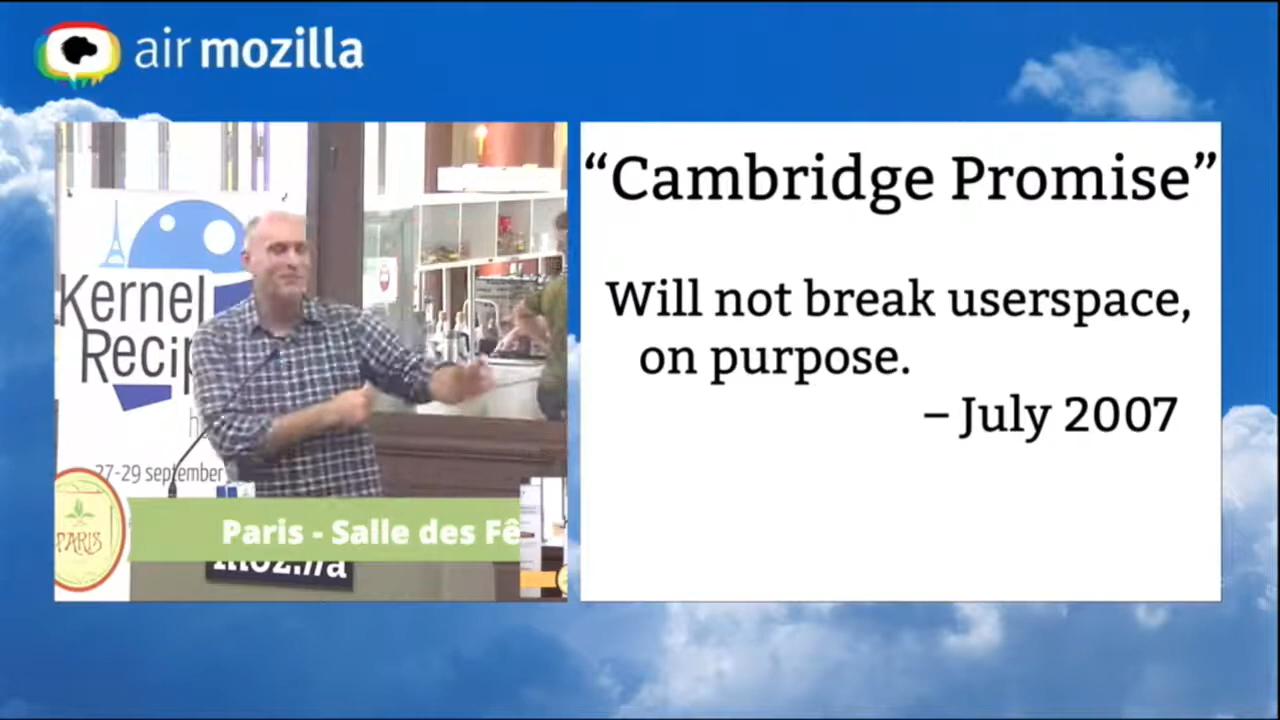 air mozilla
“Cambridge Promise”
Will not break userspace,
on purpose.
– July 2007
Kernel
Recip
27-29 september
PARIS
Paris - Salle des Fê
moz://a